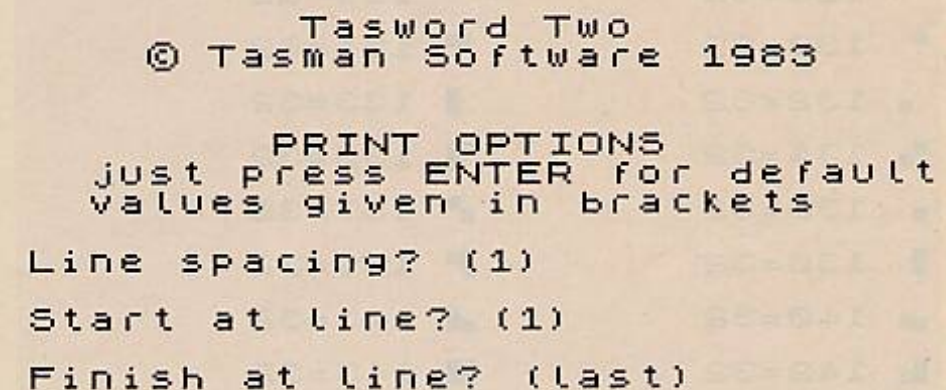 Tasword Two
© Tasman Software 1983
PRINT OPTIONS
just press ENTER for default
values given in brackets
Line spacing? (1)
Start at line? (1)
Finish at line? (last)